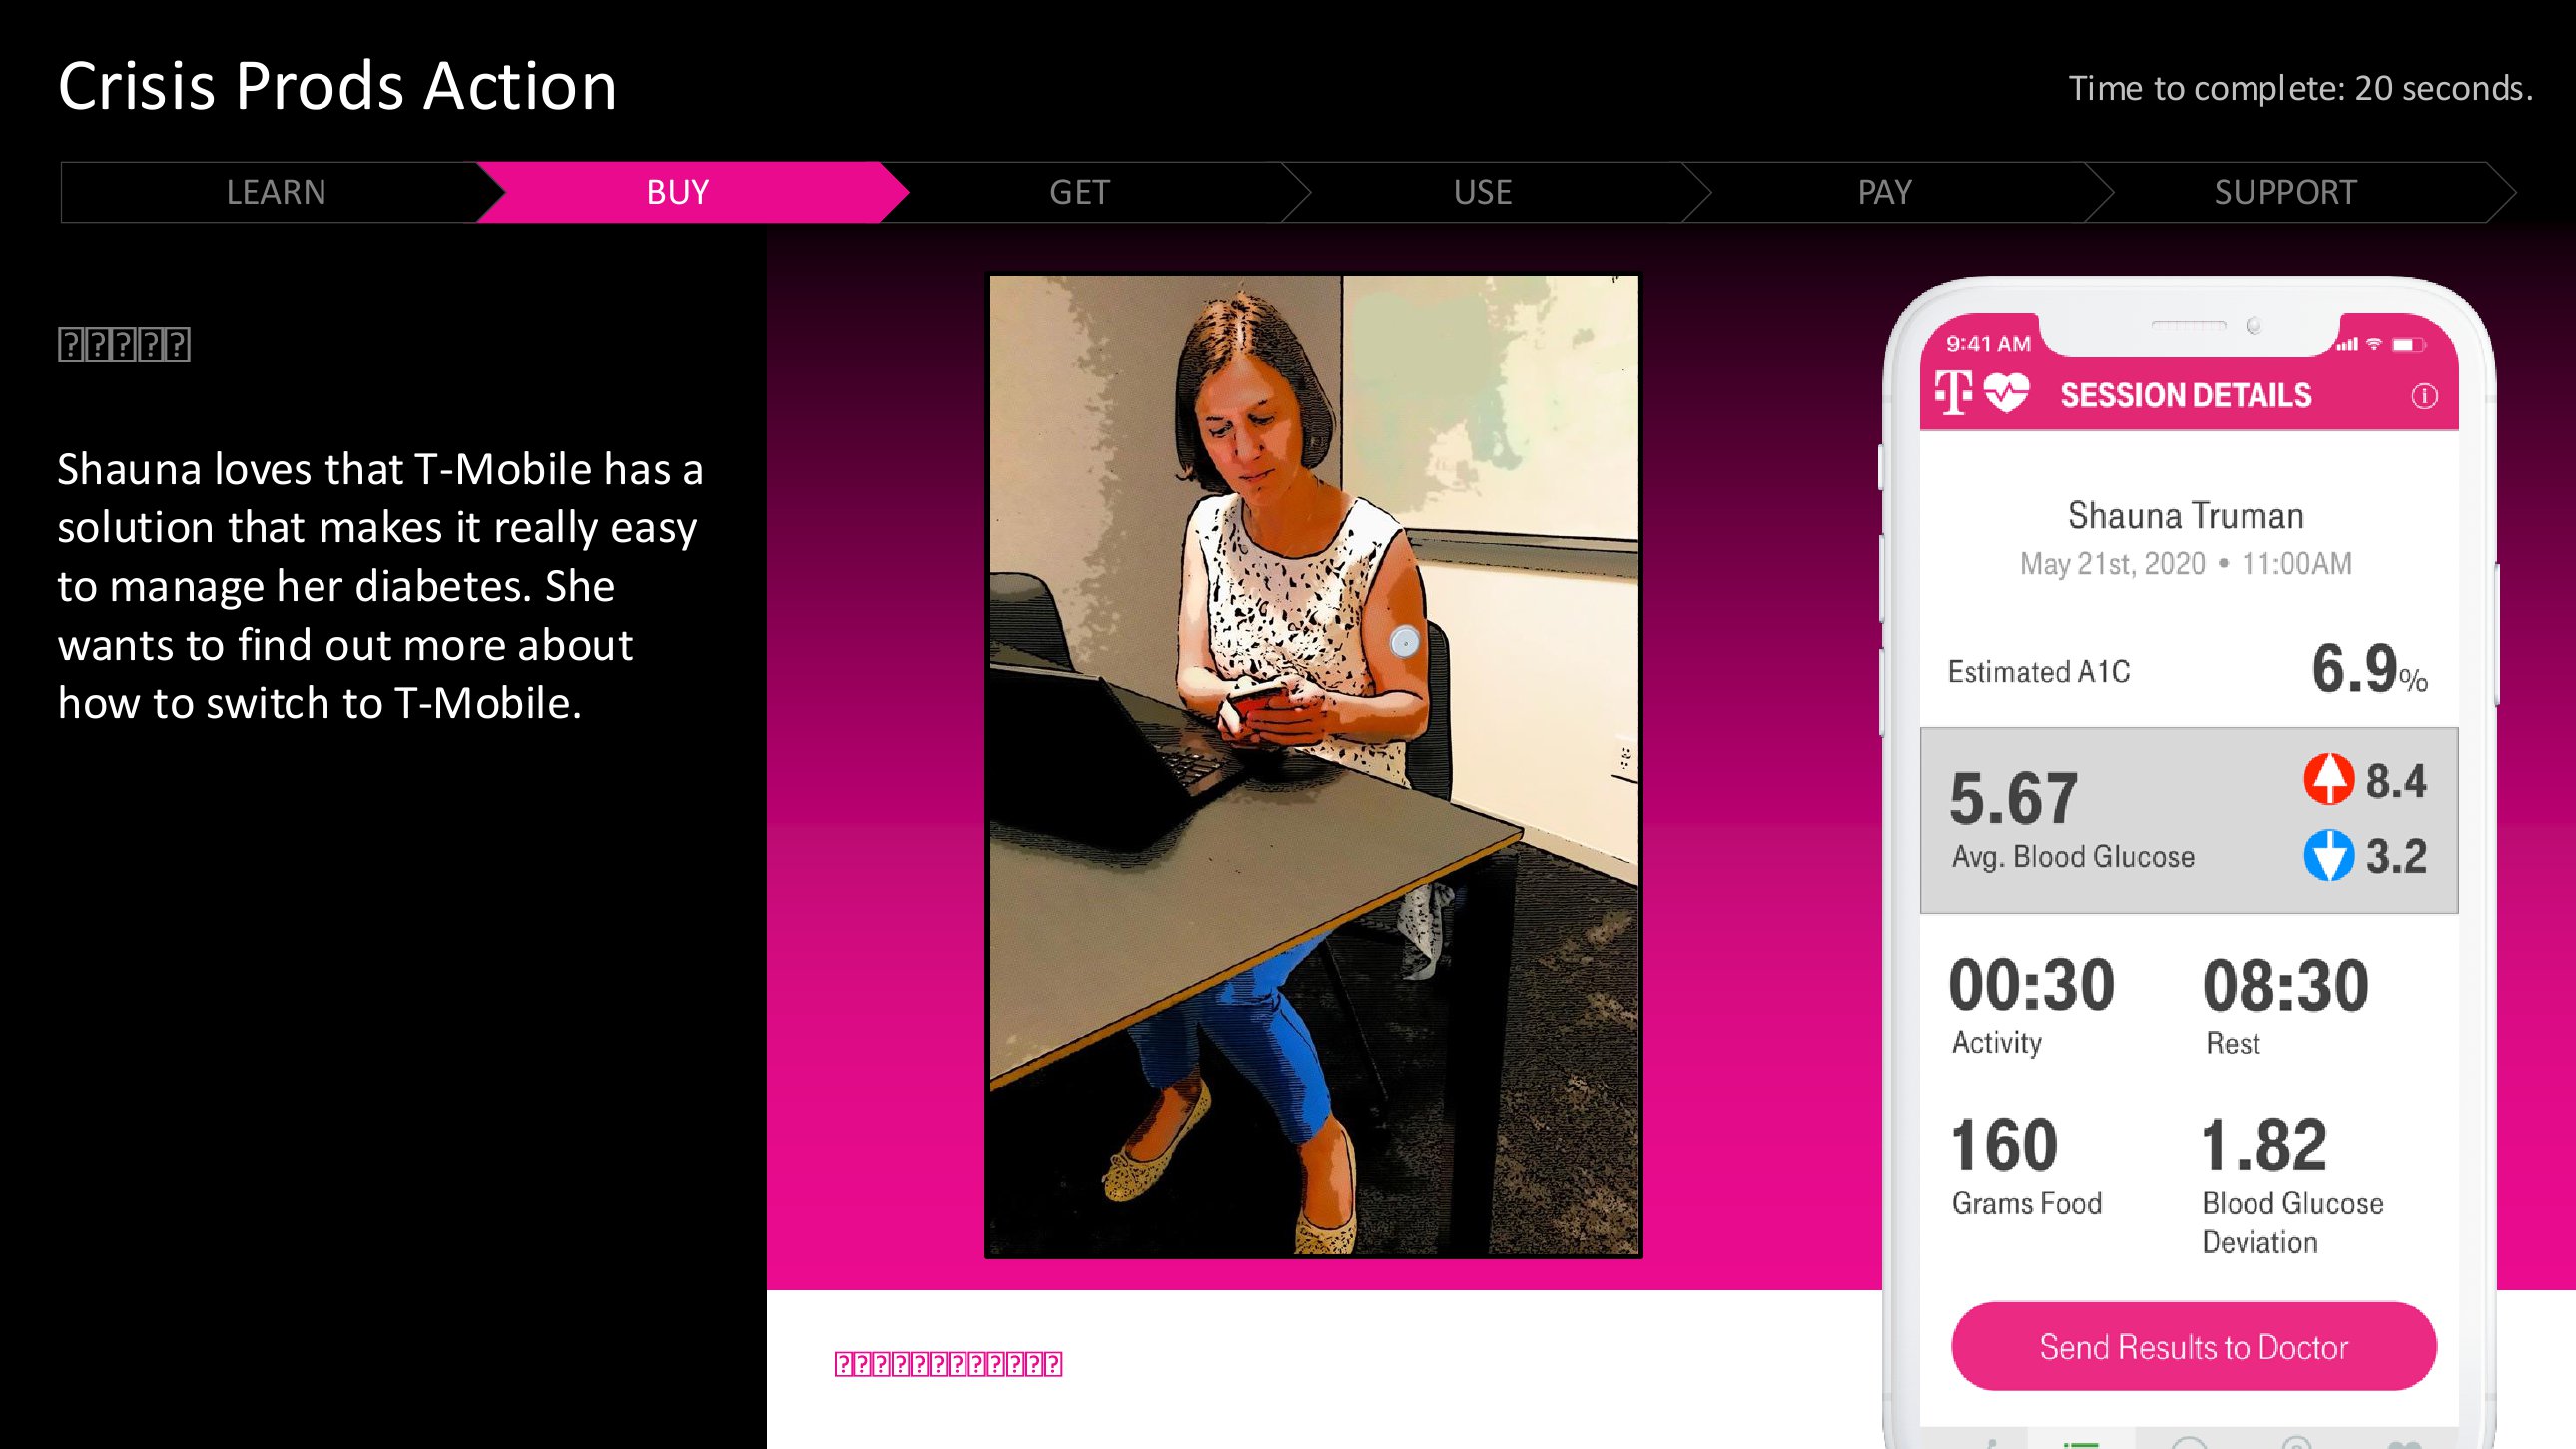 Crisis Prods Action
Time to complete: 20 seconds.
LEARN
BUY
GET
USE
PAY
SUPPORT
Shauna loves that T-Mobile has a
solution that makes it really easy
to manage her diabetes. She
wants to find out more about
how to switch to T-Mobile.
9:41 AM
T SESSION DETAILS
Shauna Truman
May 21st, 2020 • 11:00AM
Estimated A1C 6.9%
5.67
Avg. Blood Glucose
8.4
3.2
00:30
Activity
08:30
Rest
160
Grams Food
1.82
Blood Glucose
Deviation
Send Results to Doctor